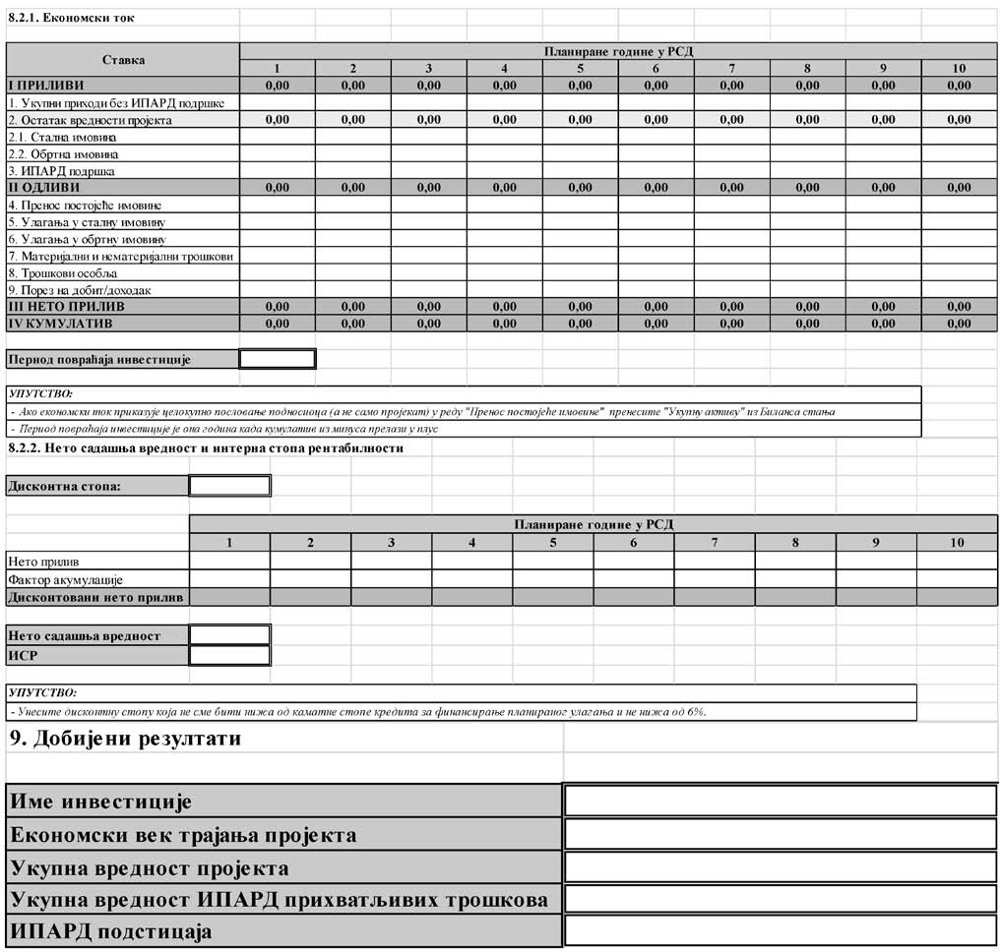 8.2.1. Економски ток
Ставка
Планиране године у РСД
1 2 3 4 5 6 7 8 9 10
I ПРИЛИВИ 0,00 0,00 0,00 0,00 0,00 0,00 0,00 0,00 0,00 0,00
1. Укупни приходи без ИПАРД подршке
2. Остатак вредности пројекта 0,00 0,00 0,00 0,00 0,00 0,00 0,00 0,00 0,00 0,00
2.1. Стална имовина
2.2. Обртна имовина
3. ИПАРД подршка
II ОДЛИВИ 0,00 0,00 0,00 0,00 0,00 0,00 0,00 0,00 0,00 0,00
4. Пренос постојеће имовине
5. Улагања у сталну имовину
6. Улагања у обртну имовину
7. Материјални и нематеријални трошкови
8. Трошкови особља
9. Порез на добит/доходак
III НЕТО ПРИЛИВ 0,00 0,00 0,00 0,00 0,00 0,00 0,00 0,00 0,00 0,00
IV КУМУЛАТИВ 0,00 0,00 0,00 0,00 0,00 0,00 0,00 0,00 0,00 0,00
Период повраћаја инвестиције
УПУТСТВО:
- Ако економски ток приказује целокупно пословање подносиоца (а не само пројекат) у реду "Пренос постојеће имовине" пренесите "Укупну активу" из Биланса стања
- Период повраћаја инвестиције је она година када кумулатив из минуса прелази у плус
8.2.2. Нето садашња вредност и интерна стопа рентабилности
Дисконтна стопа:
Планиране године у РСД
1 2 3 4 5 6 7 8 9 10
Нето прилив
Фактор акумулације
Дисконтовани нето прилив
Нето садашња вредност
ИСР
УПУТСТВО:
- Унесите дисконтну стопу која не сме бити нижа од каматне стопе кредита за финансирање планираног улагања и не нижа од 6%.
9. Добијени резултати
Име инвестиције
Економски век трајања пројекта
Укупна вредност пројекта
Укупна вредност ИПАРД прихватљивих трошкова
ИПАРД подстицаја